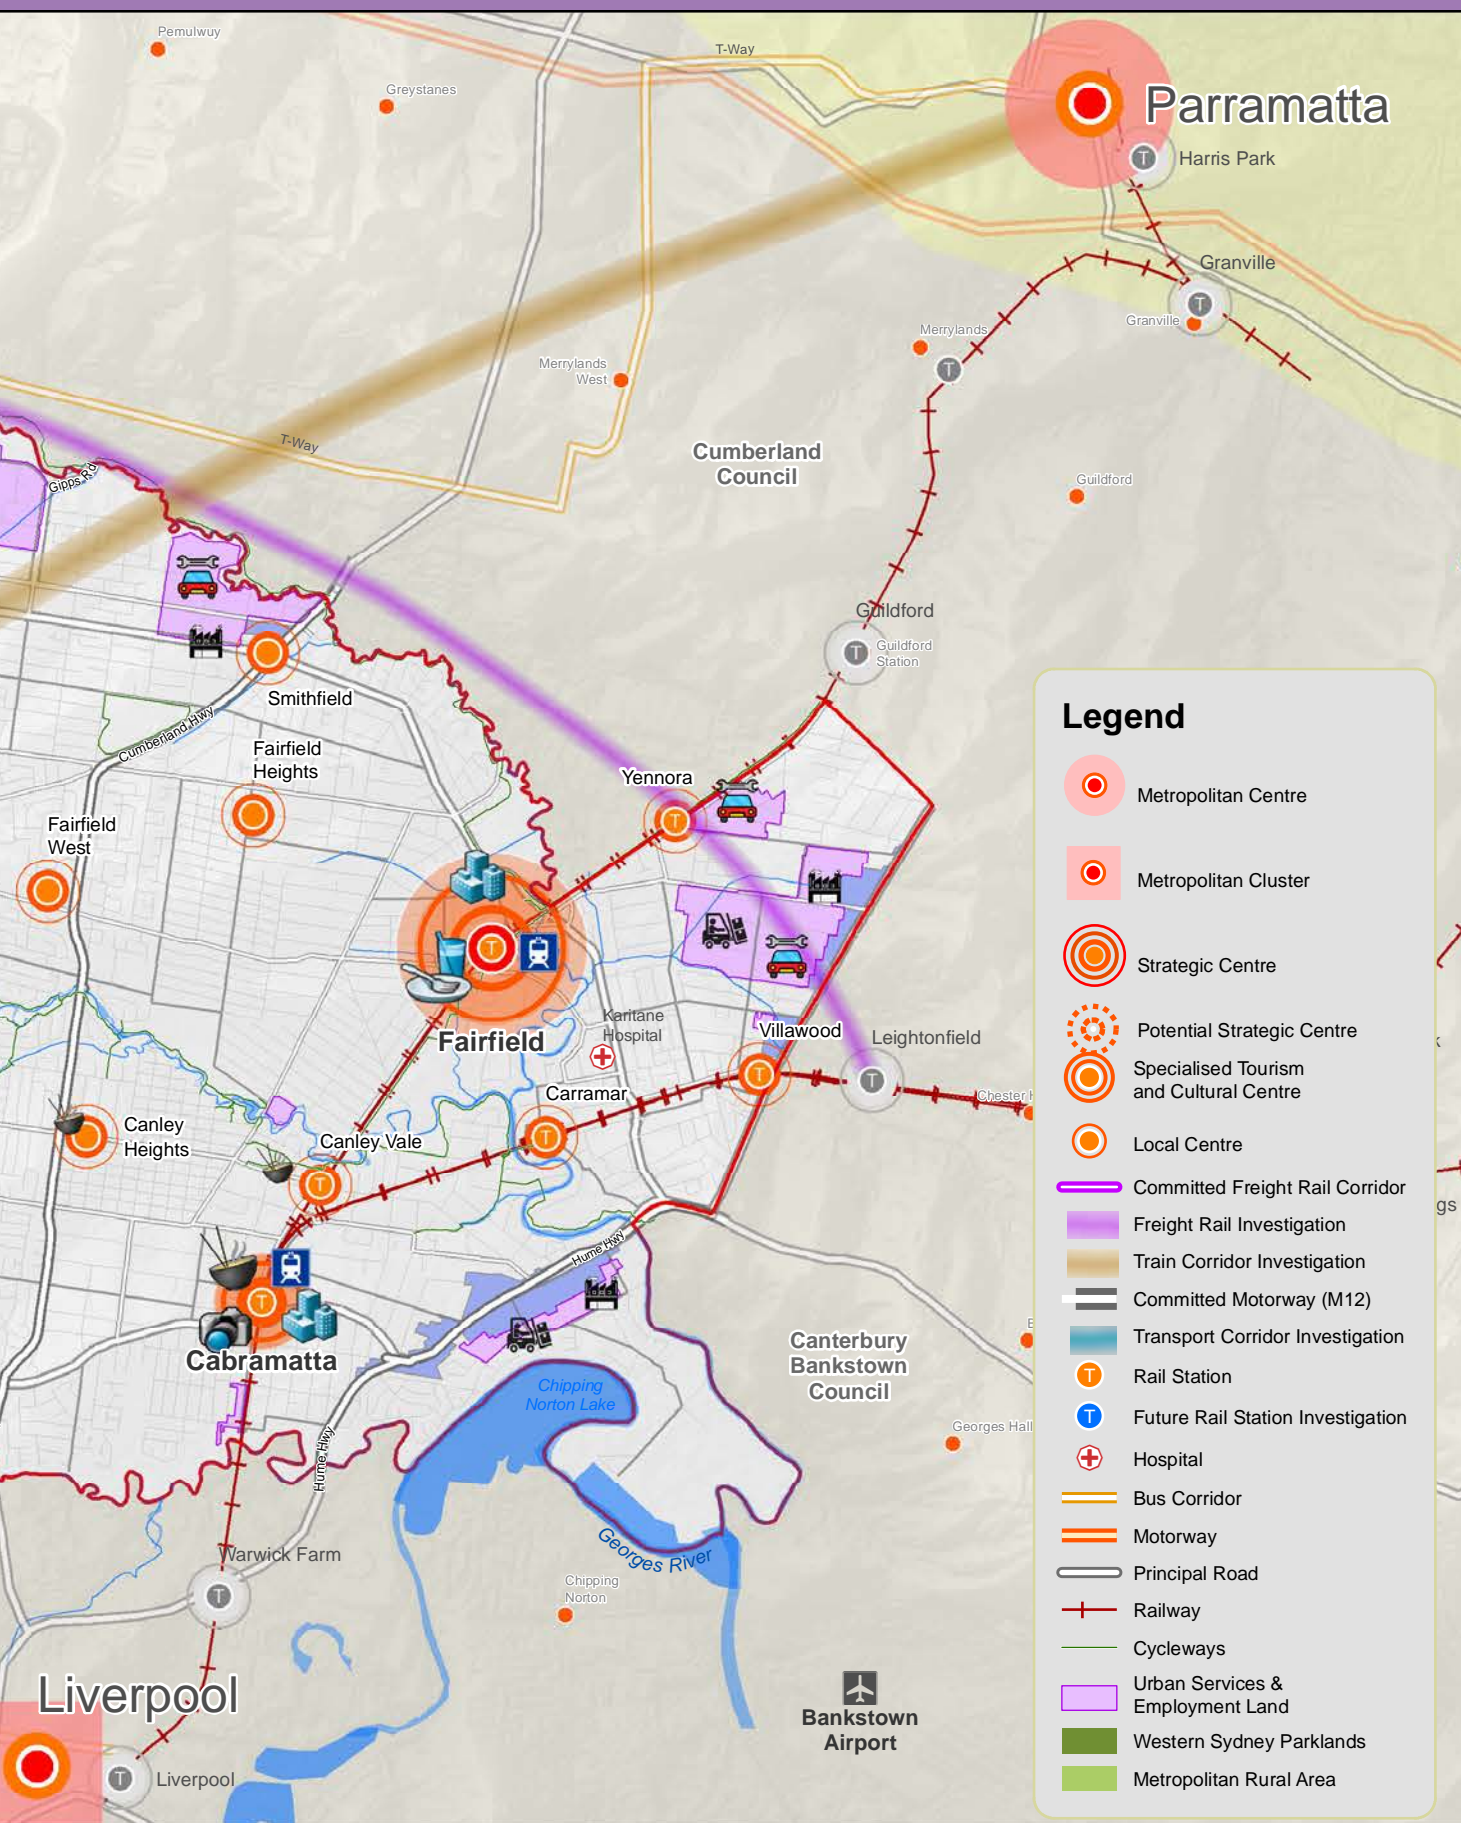 Pemulwuy
T-Way
Greystanes
Parramatta
T
Harris Park
Granville
T
Granville
Merrylands
T
Merrylands
West
T-Way
Cumberland
Council
Gipps Rd
Guildford
Guildford
T
Guildford
Station
Smithfield
Cumberland Hwy
Fairfield
Heights
Yennora
T
Fairfield
West
T
Fairfield
Karitane
Hospital
Villawood
T
Leightonfield
T
Carramar
T
Chester H
Canley
Heights
Canley Vale
T
Hume Hwy
T
Cabramatta
Canterbury
Bankstown
Council
Chipping
Norton Lake
Georges Hall
Hume Hwy
Georges River
Warwick Farm
T
Chipping
Norton
Liverpool
T
Liverpool
Bankstown
Airport
Legend
Metropolitan Centre
Metropolitan Cluster
Strategic Centre
Potential Strategic Centre
Specialised Tourism
and Cultural Centre
Local Centre
Committed Freight Rail Corridor
Freight Rail Investigation
Train Corridor Investigation
Committed Motorway (M12)
Transport Corridor Investigation
T
Rail Station
T
Future Rail Station Investigation
Hospital
Bus Corridor
Motorway
Principal Road
Railway
Cycleways
Urban Services &
Employment Land
Western Sydney Parklands
Metropolitan Rural Area
gs